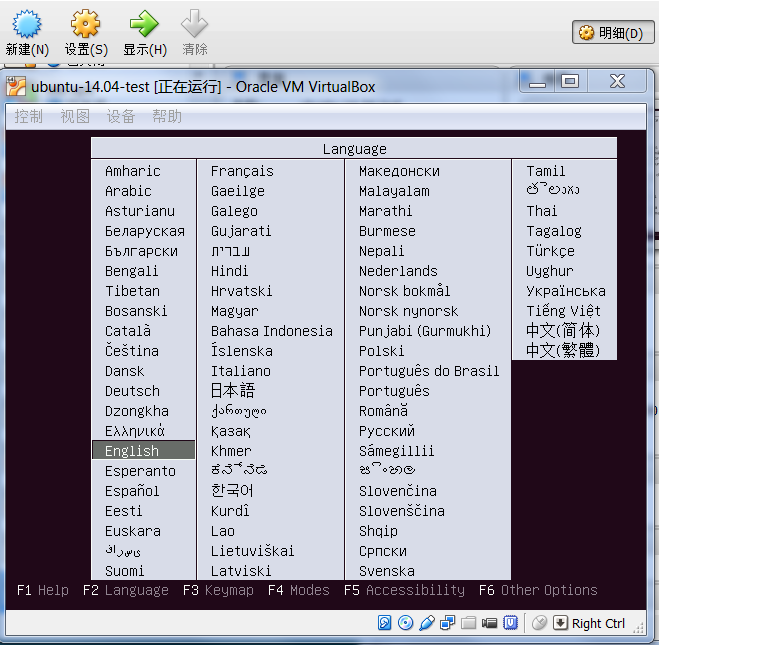 新建(N) 设置(S) 显示(H) 清除 明细(D)
ubuntu-14.04-test [正在运行] - Oracle VM VirtualBox
控制 视图 设备 帮助
Language
Amharic Français Македонски Tamil
Arabic Gaeilge Malayalam తెలుగు
Asturianu Galego Marathi Thai
Беларуская Gujarati Burmese Tagalog
Български עברית Nepali Türkçe
Bengali Hindi Nederlands Uyghur
Tibetan Hrvatski Norsk bokmål Українська
Bosanski Magyar Norsk nynorsk Tiếng Việt
Català Bahasa Indonesia Punjabi (Gurmukhi) 中文(简体)
Čeština Íslenska Polski 中文(繁體)
Dansk Italiano Português do Brasil
Deutsch 日本語 Português
Dzongkha ქართული Română
Ελληνικά Қазақ Русский
English Khmer Sámegillii
Esperanto ಕನ್ನಡ සිංහල
Español 한국어 Slovenčina
Eesti Kurdî Slovenščina
Euskara Lao Shqip
فارسی Lietuviškai Српски
Suomi Latviski Svenska
F1 Help F2 Language F3 Keymap F4 Modes F5 Accessibility F6 Other Options
Right Ctrl